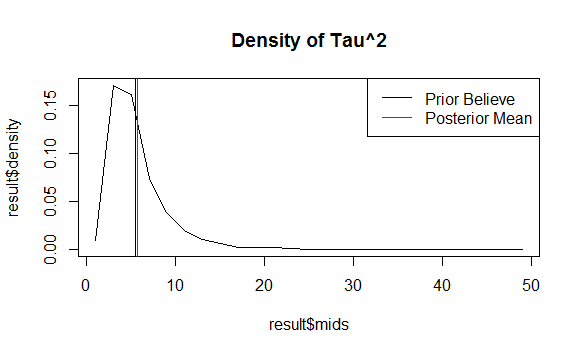 Density of Tau^2
Prior Believe
Posterior Mean
result$density
0.00
0.05
0.10
0.15
0
10
20
30
40
50
result$mids